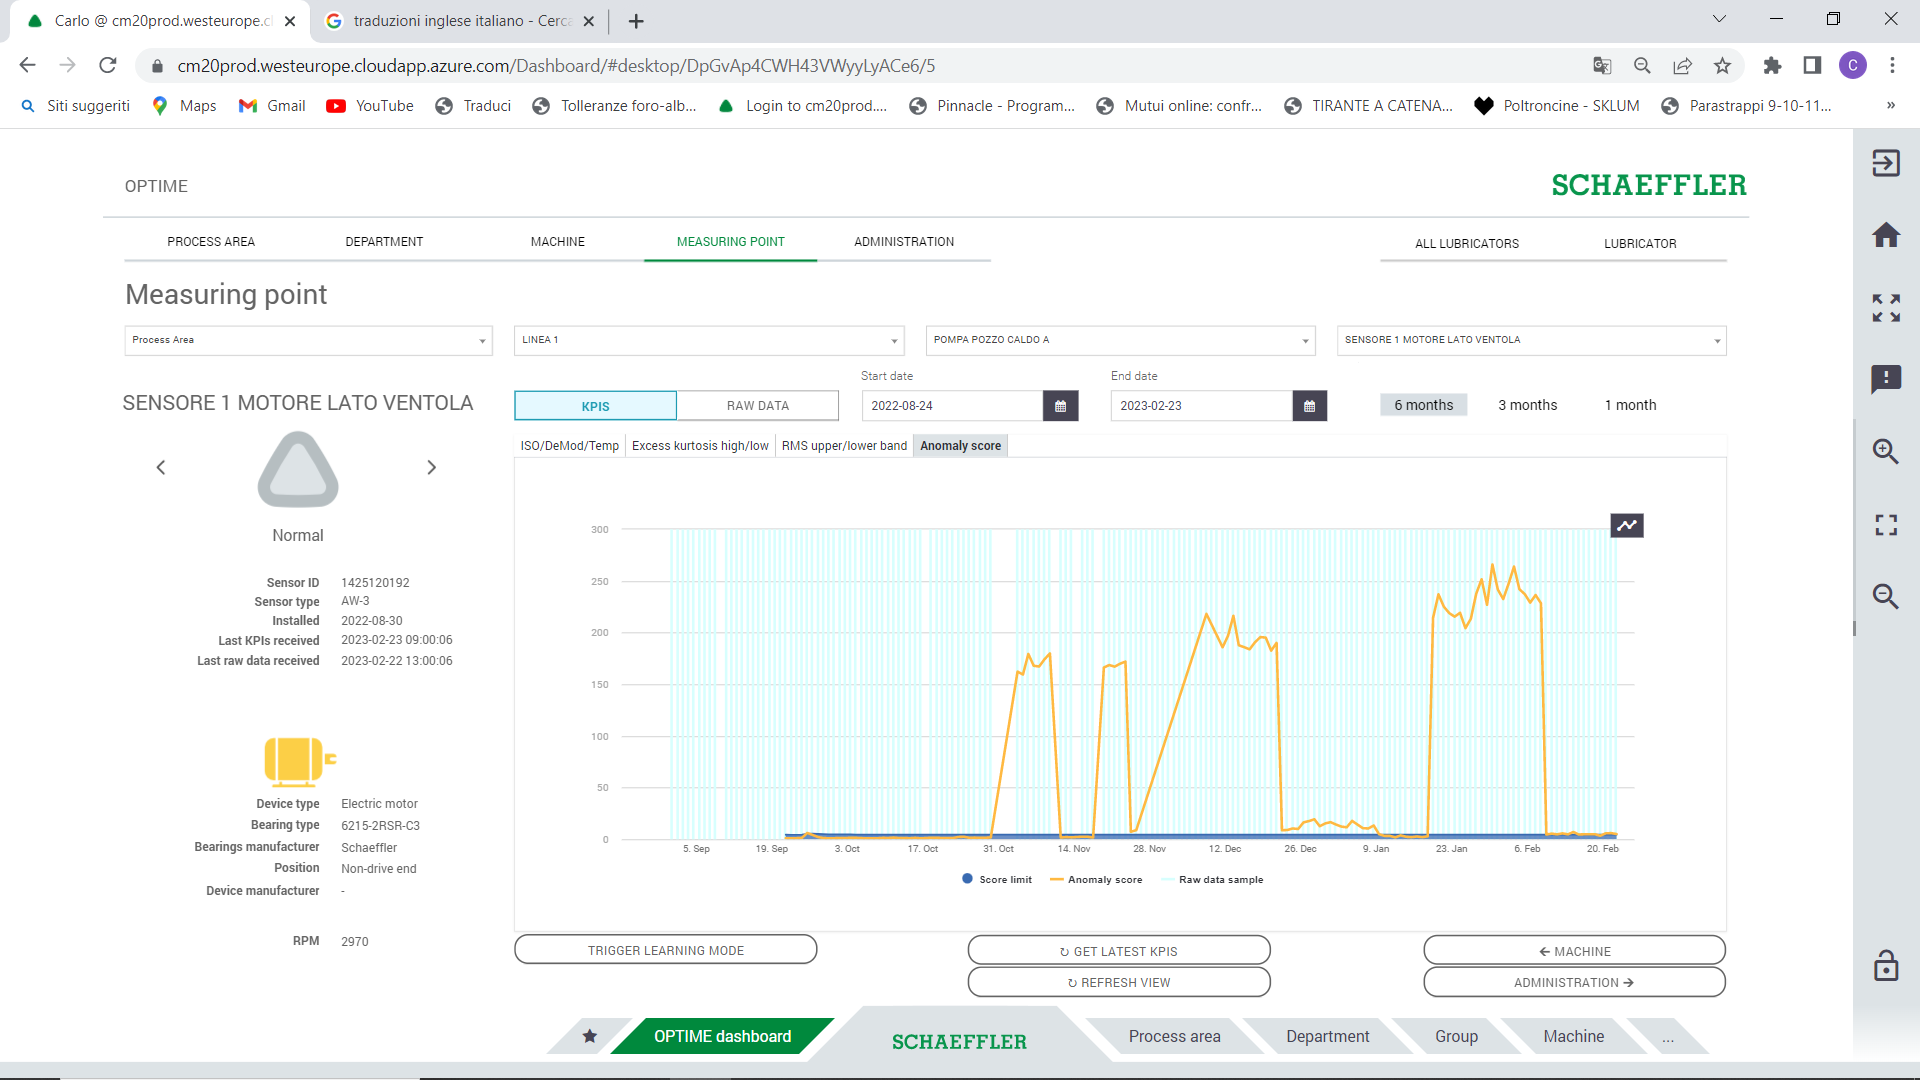 Carlo @ cm20prod.westeurope.cl
traduzioni inglese italiano - Cerca
cm20prod.westeurope.cloudapp.azure.com/Dashboard/#desktop/DpGvAp4CWH43VWyyLyACe6/5
C
Siti suggeriti
Maps
Gmail
YouTube
Traduci
Tolleranze foro-alb...
Login to cm20prod....
Pinnacle - Program...
Mutui online: confr...
TIRANTE A CATENA...
Poltroncine - SKLUM
Parastrappi 9-10-11...
»
OPTIME
SCHAEFFLER
PROCESS AREA
DEPARTMENT
MACHINE
MEASURING POINT
ADMINISTRATION
ALL LUBRICATORS
LUBRICATOR
Measuring point
Process Area
LINEA 1
POMPA POZZO CALDO A
SENSORE 1 MOTORE LATO VENTOLA
Start date
End date
SENSORE 1 MOTORE LATO VENTOLA
KPIS
RAW DATA
2022-08-24
2023-02-23
6 months
3 months
1 month
ISO/DeMod/Temp
Excess kurtosis high/low
RMS upper/lower band
Anomaly score
Normal
Sensor ID 1425120192
Sensor type AW-3
Installed 2022-08-30
Last KPIs received 2023-02-23 09:00:06
Last raw data received 2023-02-22 13:00:06
Device type Electric motor
Bearing type 6215-2RSR-C3
Bearings manufacturer Schaeffler
Position Non-drive end
Device manufacturer -
RPM 2970
300
250
200
150
100
50
0
5. Sep
19. Sep
3. Oct
17. Oct
31. Oct
14. Nov
28. Nov
12. Dec
26. Dec
9. Jan
23. Jan
6. Feb
20. Feb
Score limit
Anomaly score
Raw data sample
TRIGGER LEARNING MODE
↻ GET LATEST KPIS
← MACHINE
↻ REFRESH VIEW
ADMINISTRATION →
OPTIME dashboard
SCHAEFFLER
Process area
Department
Group
Machine
...